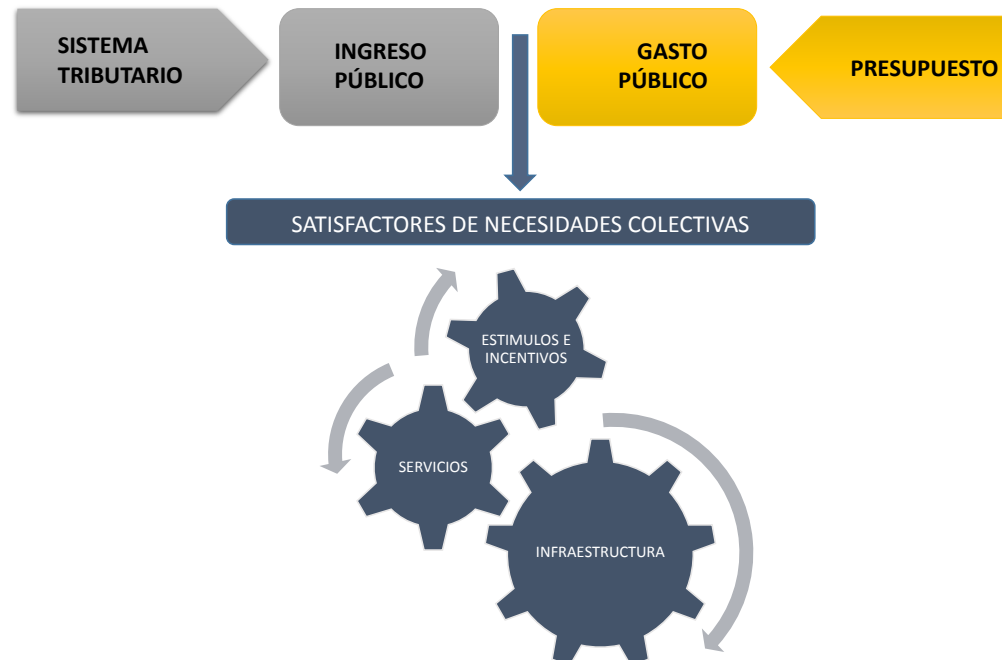 SISTEMA
TRIBUTARIO
INGRESO
PÚBLICO
GASTO
PÚBLICO
PRESUPUESTO
SATISFACTORES DE NECESIDADES COLECTIVAS
ESTIMULOS E
INCENTIVOS
SERVICIOS
INFRAESTRUCTURA